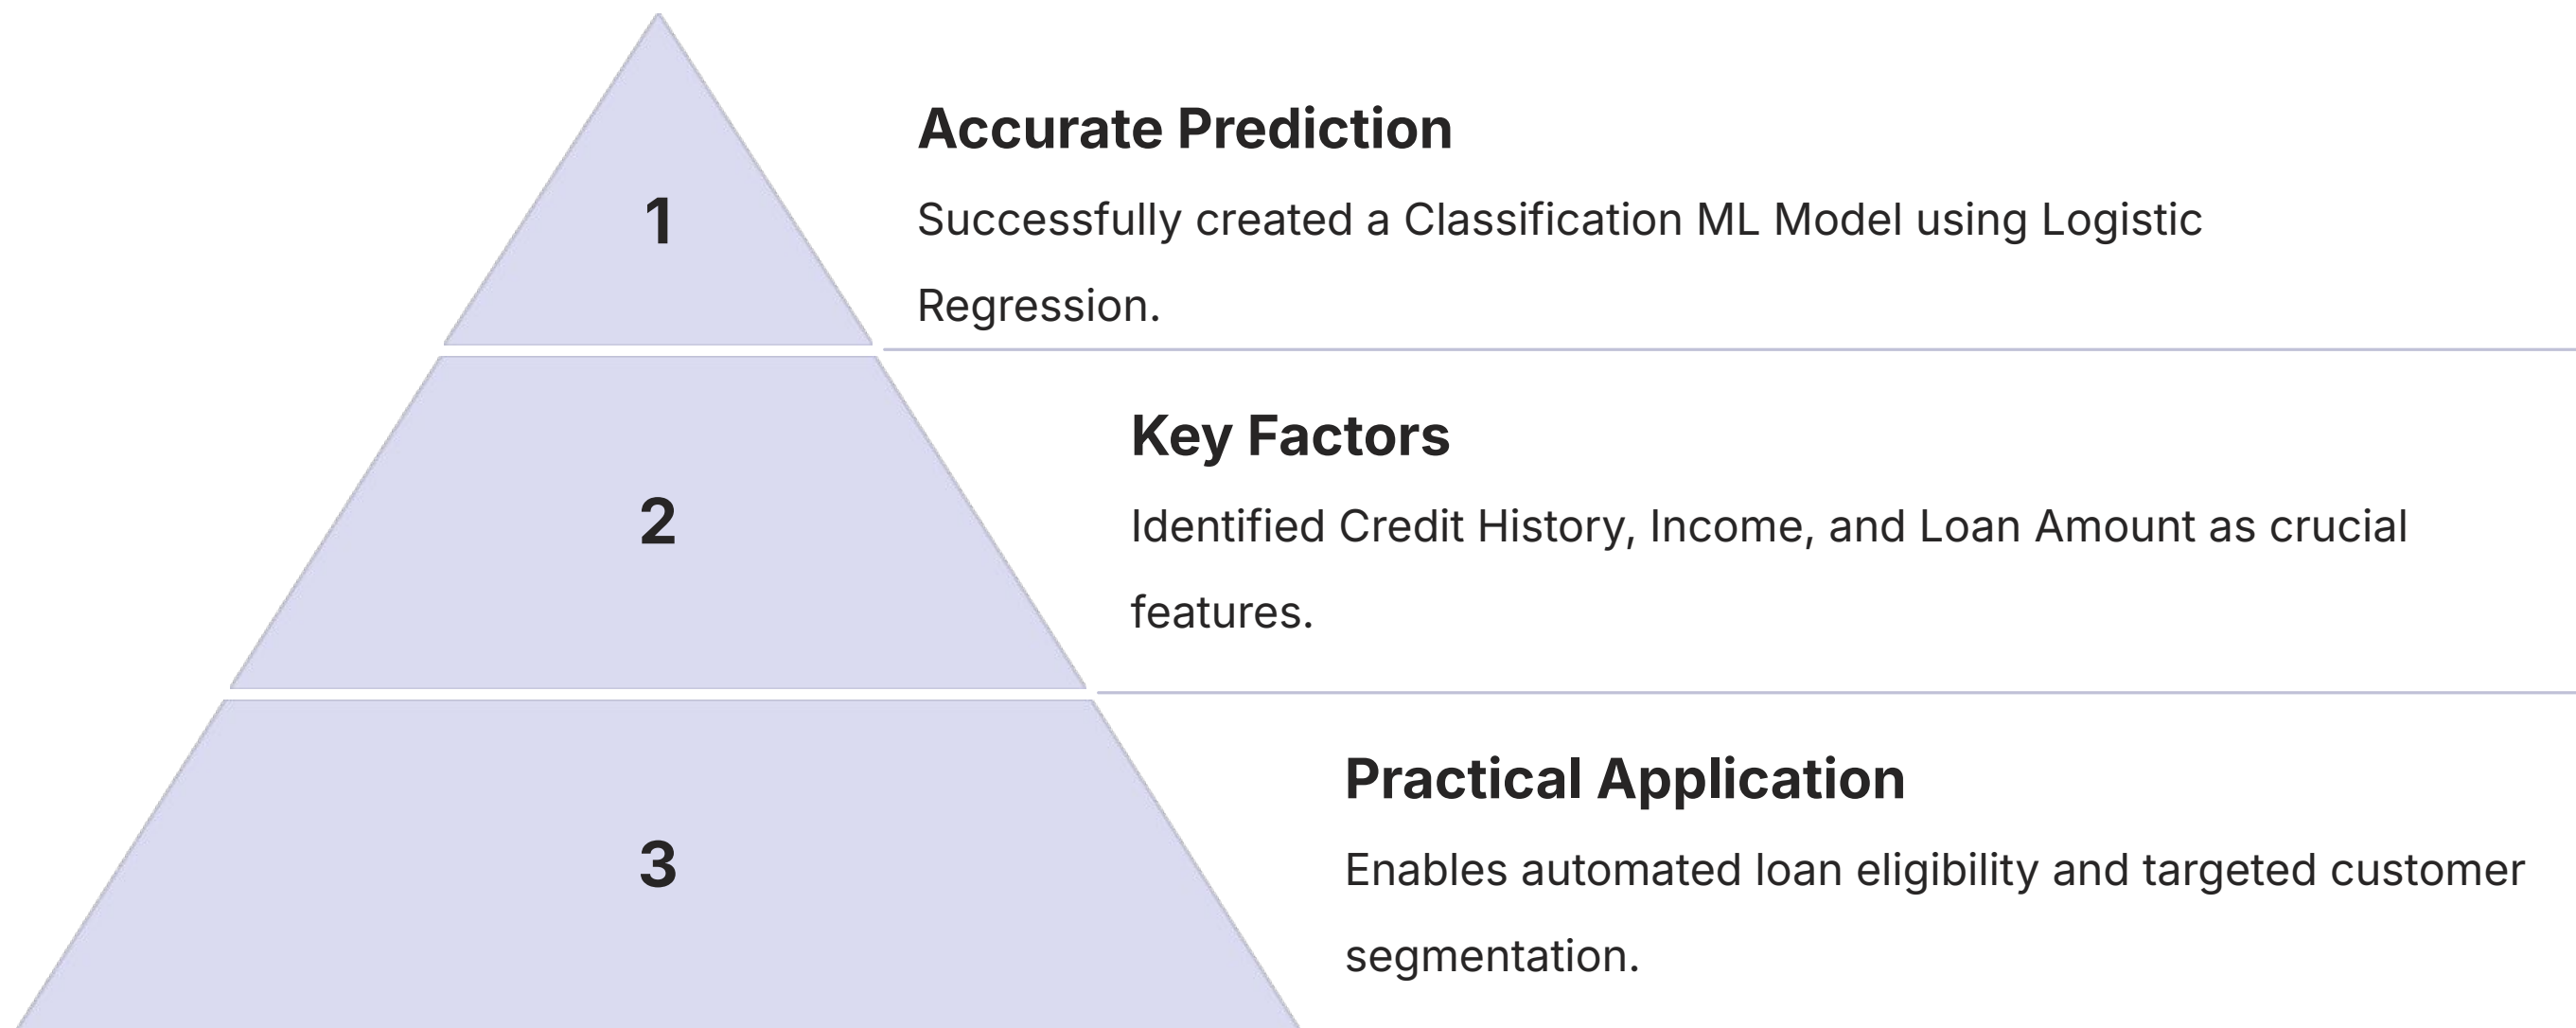 1
Accurate Prediction
Successfully created a Classification ML Model using Logistic
Regression.
2
Key Factors
Identified Credit History, Income, and Loan Amount as crucial
features.
3
Practical Application
Enables automated loan eligibility and targeted customer
segmentation.